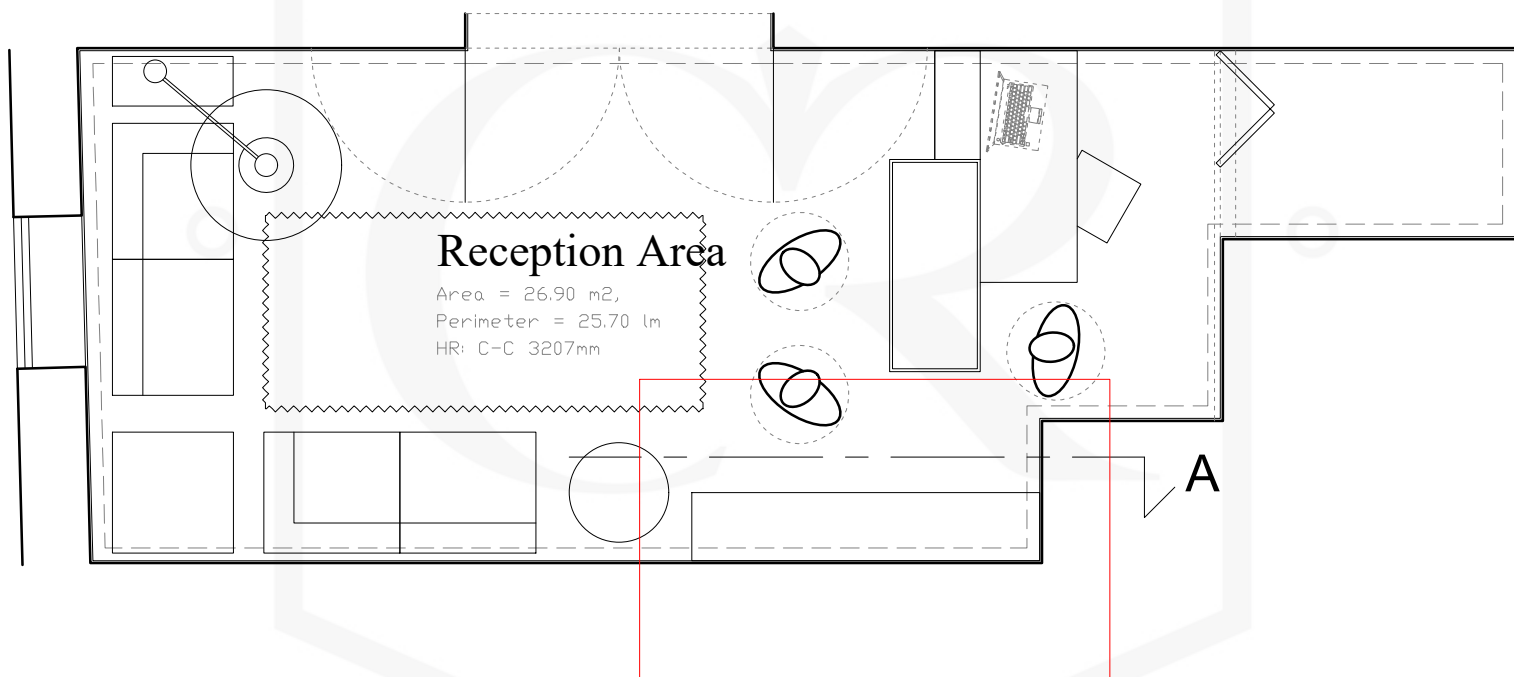 Reception Area
Area = 26.90 m2,
Perimeter = 25.70 lm
HR: C-C 3207mm
A